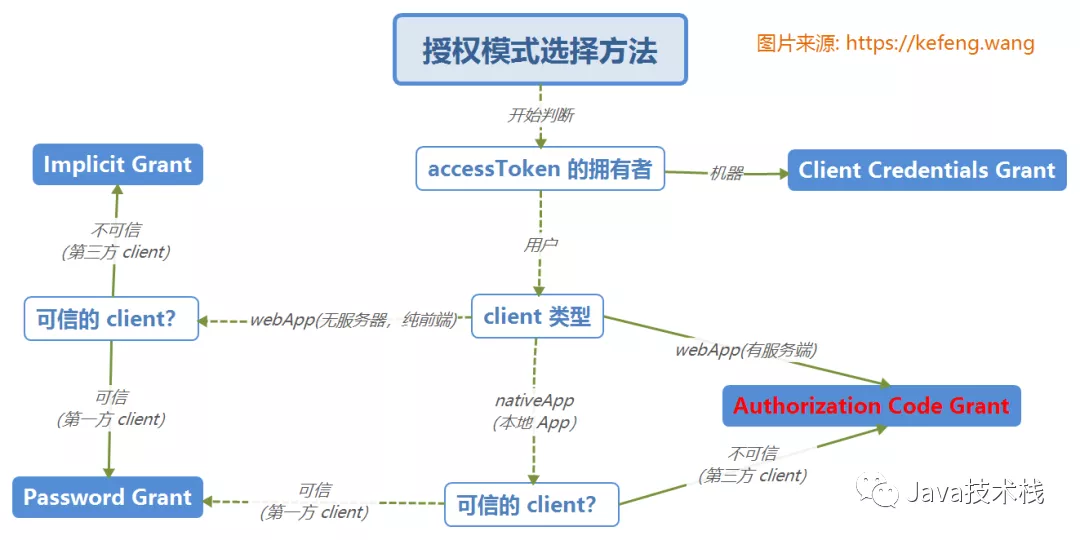 授权模式选择方法
图片来源: https://kefeng.wang
开始判断
Implicit Grant
accessToken 的拥有者
机器
Client Credentials Grant
不可信
(第三方 client)
用户
可信的 client?
webApp(无服务器，纯前端)
client 类型
webApp(有服务端)
可信
(第一方 client)
nativeApp
(本地 App)
Authorization Code Grant
不可信
(第三方 client)
Password Grant
可信
(第一方 client)
可信的 client?
Java技术栈